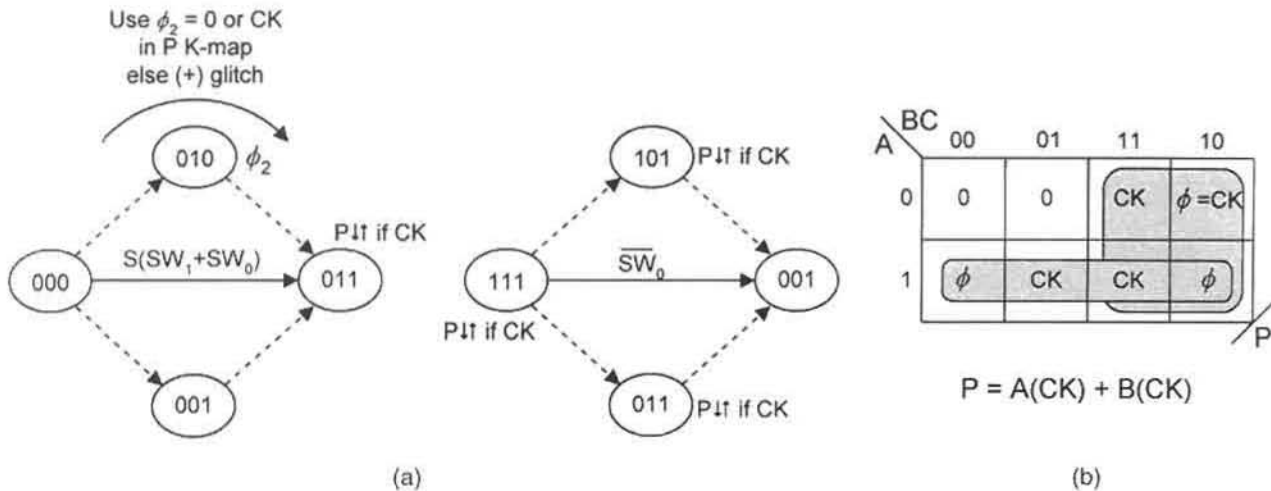 Use ϕ₂ = 0 or CK
in P K-map
else (+) glitch
010
ϕ₂
P↓↑ if CK
000
S(SW₁+SW₀)
011
001
101
P↓↑ if CK
111
S̅W̅₀
001
P↓↑ if CK
011
P↓↑ if CK
(a)
BC
A
00 01 11 10
0 0 0 CK ϕ=CK
1 ϕ CK CK ϕ
P
P = A(CK) + B(CK)
(b)